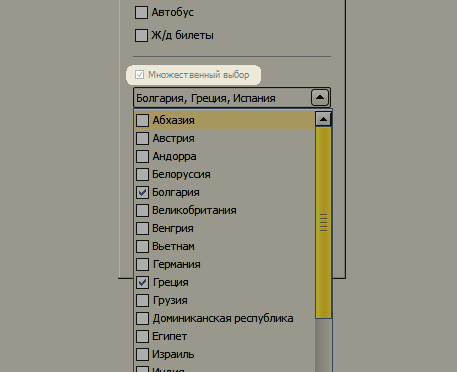 Автобус
Ж/д билеты
Множественный выбор
Болгария, Греция, Испания
Абхазия
Австрия
Андорра
Белоруссия
Болгария
Великобритания
Венгрия
Вьетнам
Германия
Греция
Грузия
Доминиканская республика
Египет
Израиль
Индия